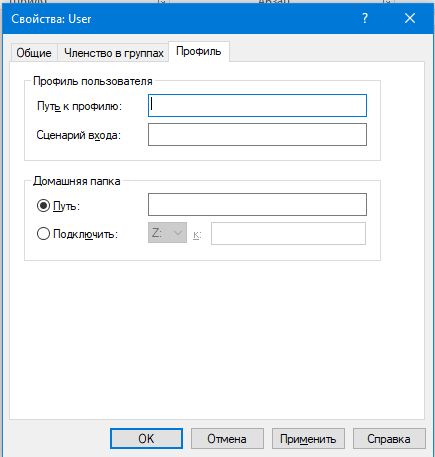 Свойства: User
Общие Членство в группах Профиль
Профиль пользователя
Путь к профилю:
Сценарий входа:
Домашняя папка
Путь:
Подключить: Z: к:
OK Отмена Применить Справка